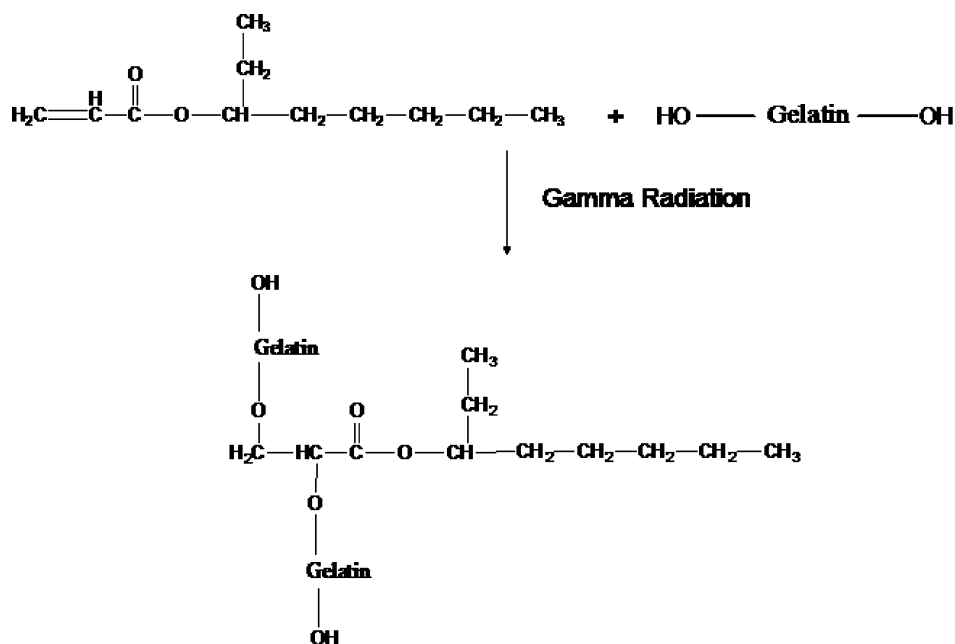 CH₃
CH₂
O
H
H₂C C O CH CH₂ CH₂ CH₂ CH₂ CH₃ + HO Gelatin OH
Gamma Radiation
OH
Gelatin
CH₃
O O CH₂
H₂C HC C O CH CH₂ CH₂ CH₂ CH₂ CH₃
O
Gelatin
OH